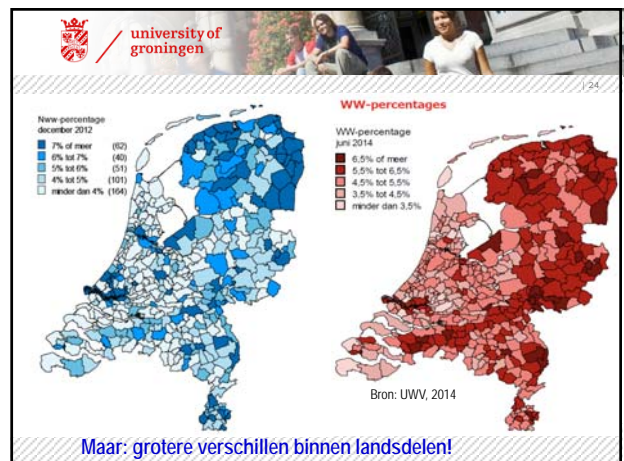 university of
groningen
| 24
Nww-percentage
december 2012
7% of meer (62)
6% tot 7% (40)
5% tot 6% (51)
4% tot 5% (101)
minder dan 4% (164)
WW-percentages
WW-percentage
juni 2014
6,5% of meer
5,5% tot 6,5%
4,5% tot 5,5%
3,5% tot 4,5%
minder dan 3,5%
Bron: UWV, 2014
Maar: grotere verschillen binnen landsdelen!